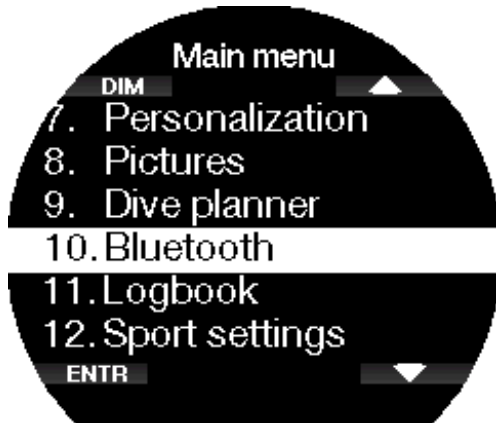 Main menu
DIM
7. Personalization
8. Pictures
9. Dive planner
10. Bluetooth
11. Logbook
12. Sport settings
ENTR